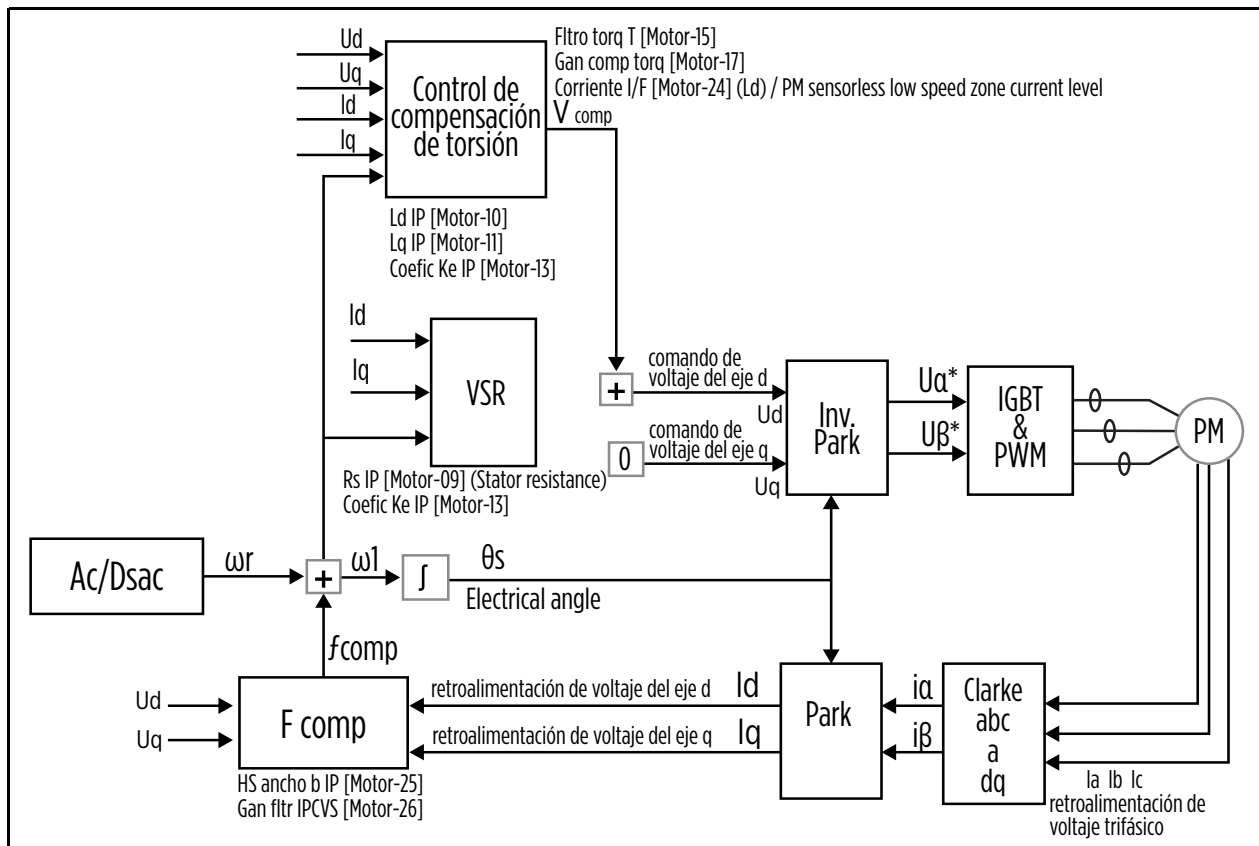 Ud
Uq
Id
Iq
Control de
compensación
de torsión
Fltro torq T [Motor-15]
Gan comp torq [Motor-17]
Corriente I/F [Motor-24] (Ld) / PM sensorless low speed zone current level
V comp
Ld IP [Motor-10]
Lq IP [Motor-11]
Coefic Ke IP [Motor-13]
Id
Iq
VSR
Rs IP [Motor-09] (Stator resistance)
Coefic Ke IP [Motor-13]
+
comando de
voltaje del eje d
Ud
0
comando de
voltaje del eje q
Uq
Inv.
Park
Uα*
Uβ*
IGBT
&
PWM
PM
Ac/Dsac
ωr
+
ω1
∫
θs
Electrical angle
ƒcomp
Ud
Uq
F comp
HS ancho b IP [Motor-25]
Gan fltr IPCVS [Motor-26]
retroalimentación de voltaje del eje d
Id
retroalimentación de voltaje del eje q
Iq
Park
iα
iβ
Clarke
abc
a
dq
Ia Ib Ic
retroalimentación de
voltaje trifásico